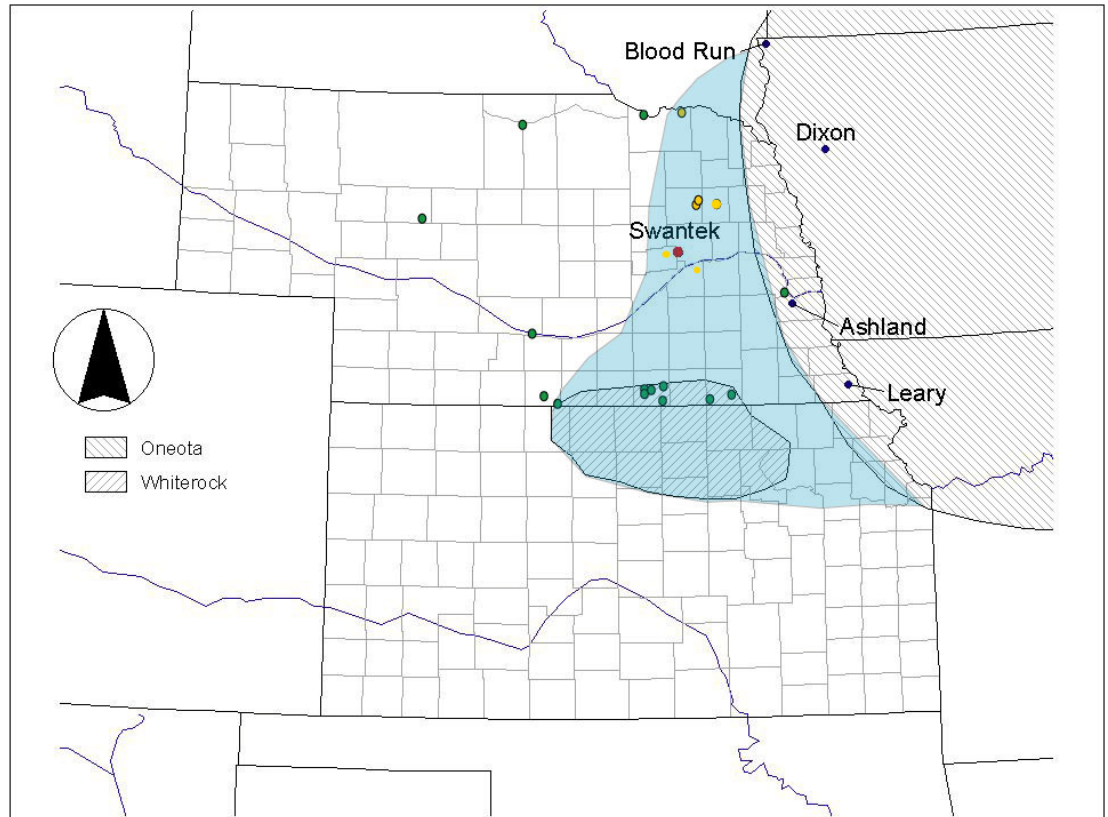 Blood Run
Dixon
Swantek
Ashland
Leary
Oneota
Whiterock